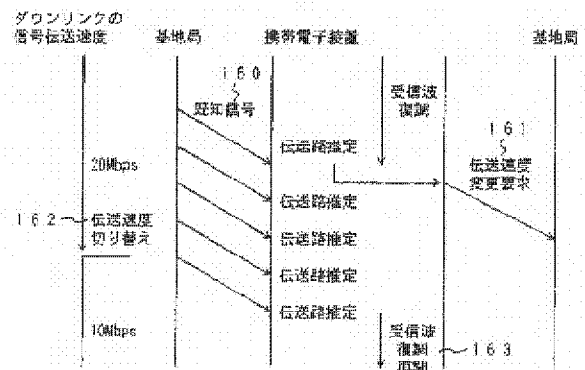 ダウンリンクの
信号伝送速度
基地局
携帯電子装置
基地局
160
既知信号
受信波
復調
161
伝送路推定
伝送速度
変更要求
20Mbps
伝送路推定
162
伝送速度
切り替え
伝送路推定
伝送路推定
伝送路推定
10Mbps
受信波
復調
再開
163